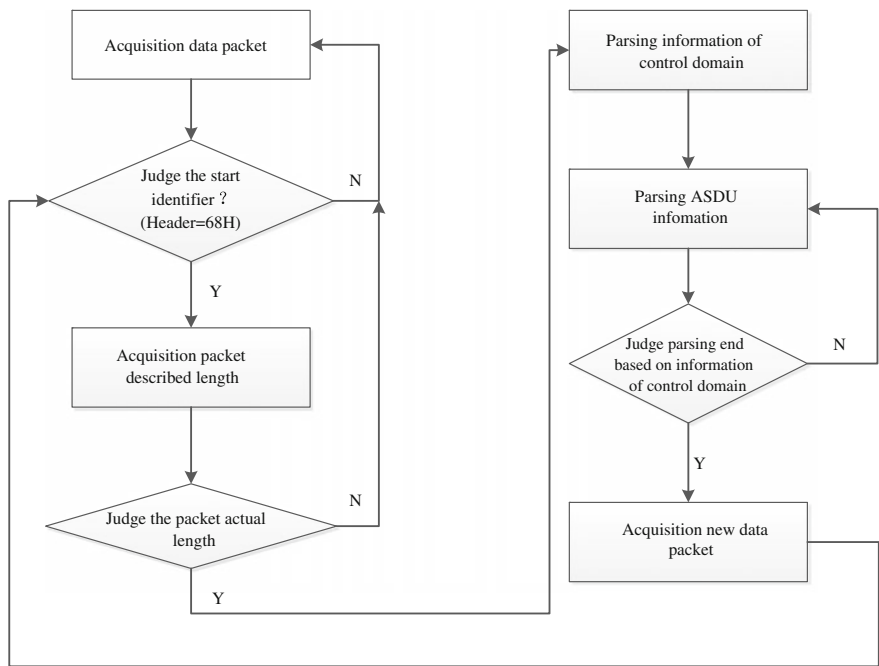 Acquisition data packet
Judge the start
identifier ?
(Header=68H)
N
Y
Acquisition packet
described length
Judge the packet actual
length
N
Y
Parsing information of
control domain
Parsing ASDU
infomation
Judge parsing end
based on information
of control domain
N
Y
Acquisition new data
packet